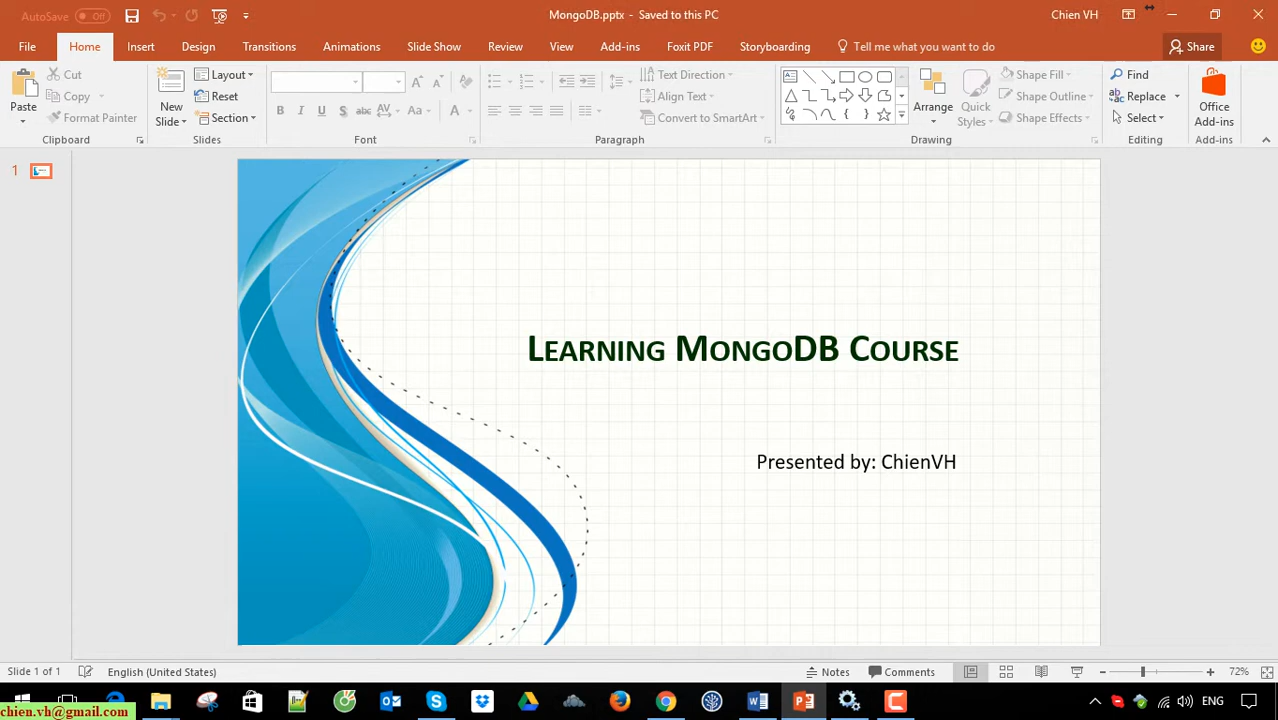 AutoSave Off
MongoDB.pptx - Saved to this PC
Chien VH
File Home Insert Design Transitions Animations Slide Show Review View Add-ins Foxit PDF Storyboarding Tell me what you want to do Share
Paste
Cut
Copy
Format Painter
Clipboard
New Slide
Layout
Reset
Section
Slides
B I U S abc AV Aa A
Font
Text Direction
Align Text
Convert to SmartArt
Paragraph
Arrange
Quick Styles
Shape Fill
Shape Outline
Shape Effects
Drawing
Find
Replace
Select
Editing
Office Add-ins
Add-ins
1
LEARNING MONGODB COURSE
Presented by: ChienVH
Slide 1 of 1 English (United States) Notes Comments 72%
ENG
chien.vh@gmail.com